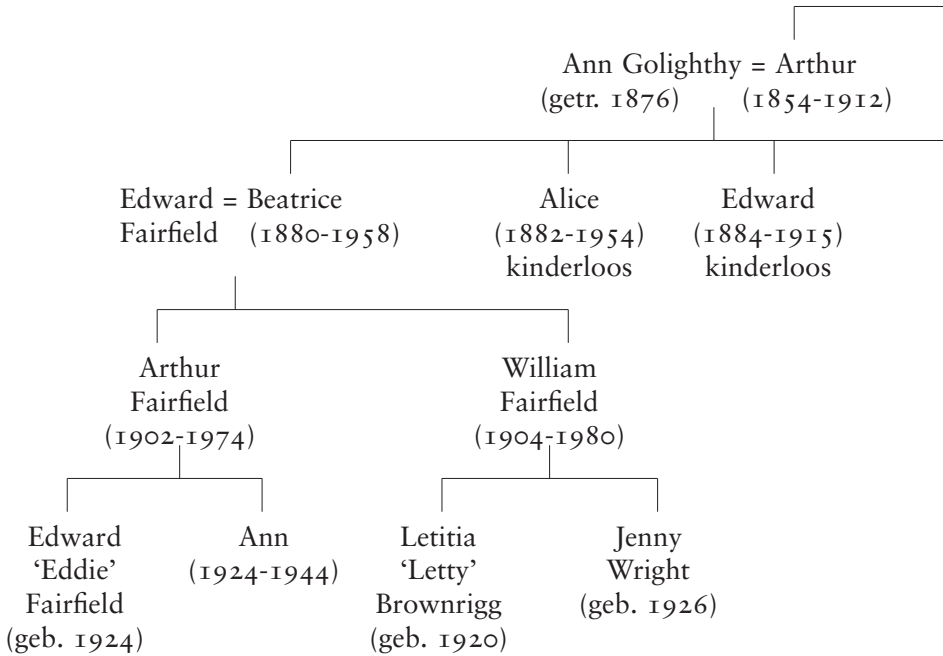 Ann Golighthy = Arthur
(getr. 1876) (1854-1912)
Edward = Beatrice
Fairfield (1880-1958)
Alice
(1882-1954)
kinderloos
Edward
(1884-1915)
kinderloos
Arthur
Fairfield
(1902-1974)
William
Fairfield
(1904-1980)
Edward
‘Eddie’
Fairfield
(geb. 1924)
Ann
(1924-1944)
Letitia
‘Letty’
Brownrigg
(geb. 1920)
Jenny
Wright
(geb. 1926)